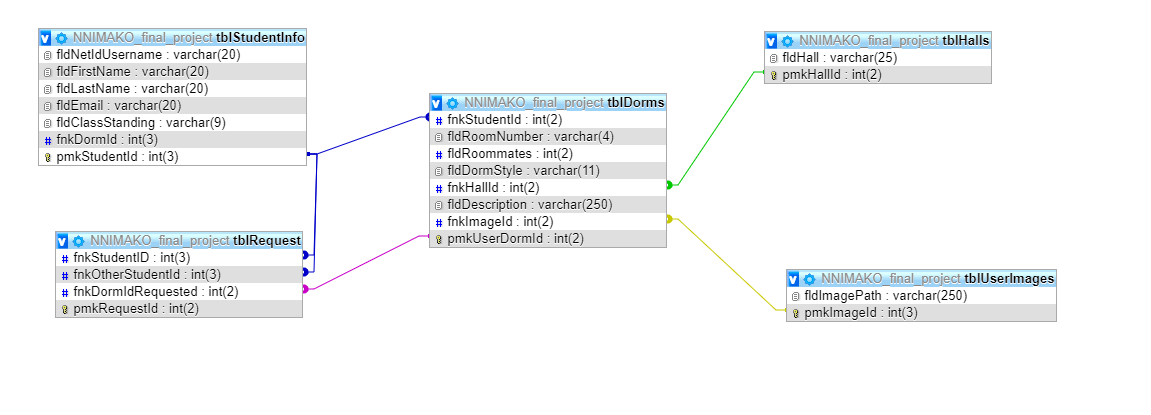 v NNIMAKO_final_project tblStudentInfo
fldNetIdUsername : varchar(20)
fldFirstName : varchar(20)
fldLastName : varchar(20)
fldEmail : varchar(20)
fldClassStanding : varchar(9)
# fnkDormId : int(3)
pmkStudentId : int(3)
v NNIMAKO_final_project tblRequest
# fnkStudentID : int(3)
# fnkOtherStudentId : int(3)
# fnkDormIdRequested : int(2)
pmkRequestId : int(2)
v NNIMAKO_final_project tblDorms
# fnkStudentId : int(2)
fldRoomNumber : varchar(4)
# fldRoommates : int(2)
fldDormStyle : varchar(11)
# fnkHallId : int(2)
fldDescription : varchar(250)
# fnkImageId : int(2)
pmkUserDormId : int(2)
v NNIMAKO_final_project tblHalls
fldHall : varchar(25)
pmkHallId : int(2)
v NNIMAKO_final_project tblUserImages
fldImagePath : varchar(250)
pmkImageId : int(3)